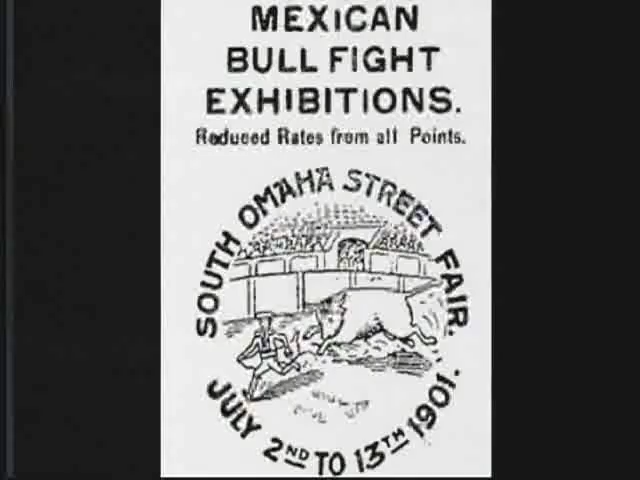 MEXiCAN
BULL FIGHT
EXHIBITIONS.
Reduced Rates from all Points.
SOUTH OMAHA STREET FAIR.
JULY 2ND TO 13TH 1901.